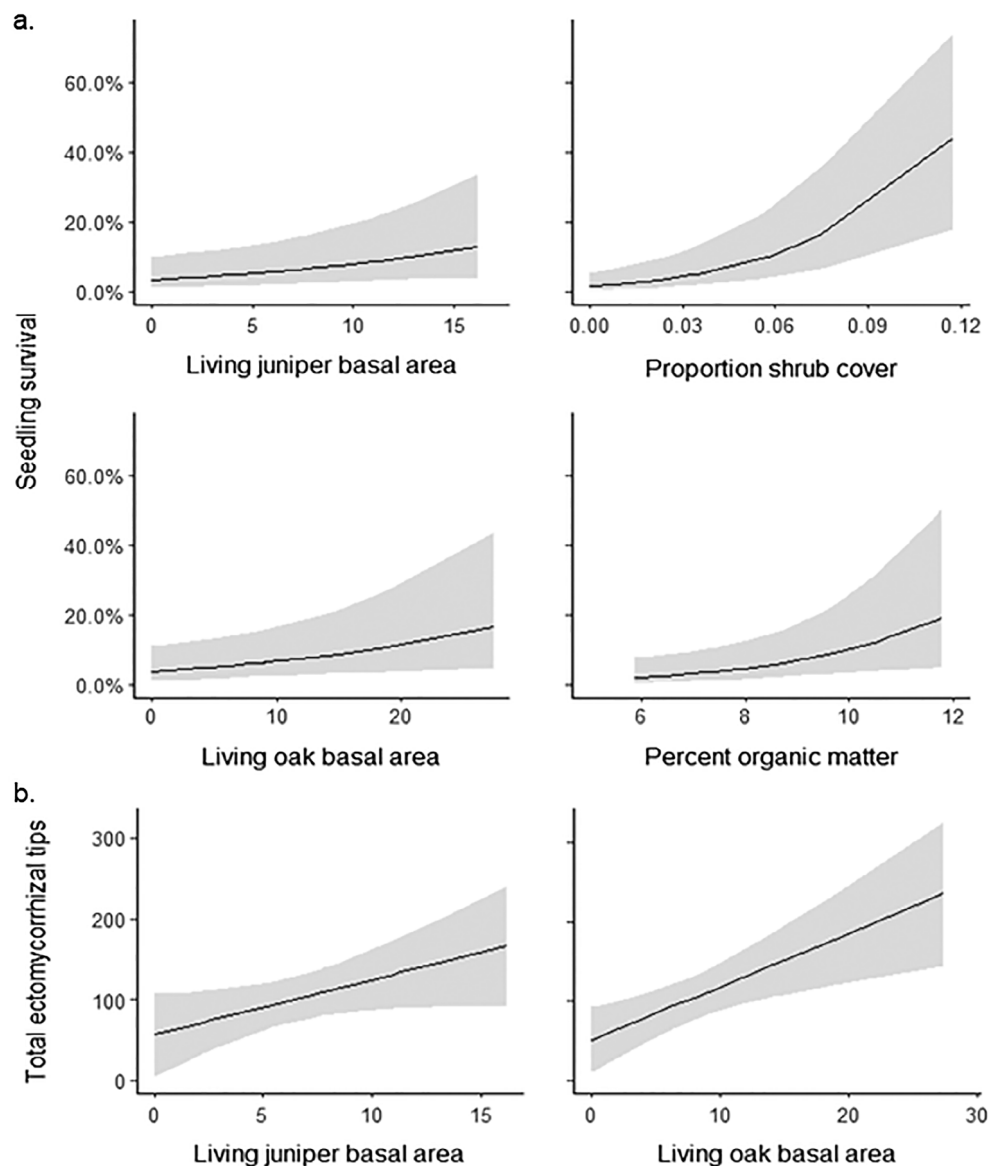 a.
Seedling survival
60.0%
40.0%
20.0%
0.0%
0 5 10 15
Living juniper basal area
0.00 0.03 0.06 0.09 0.12
Proportion shrub cover
60.0%
40.0%
20.0%
0.0%
0 10 20
Living oak basal area
6 8 10 12
Percent organic matter
b.
Total ectomycorrhizal tips
300
200
100
0
0 5 10 15
Living juniper basal area
0 10 20 30
Living oak basal area